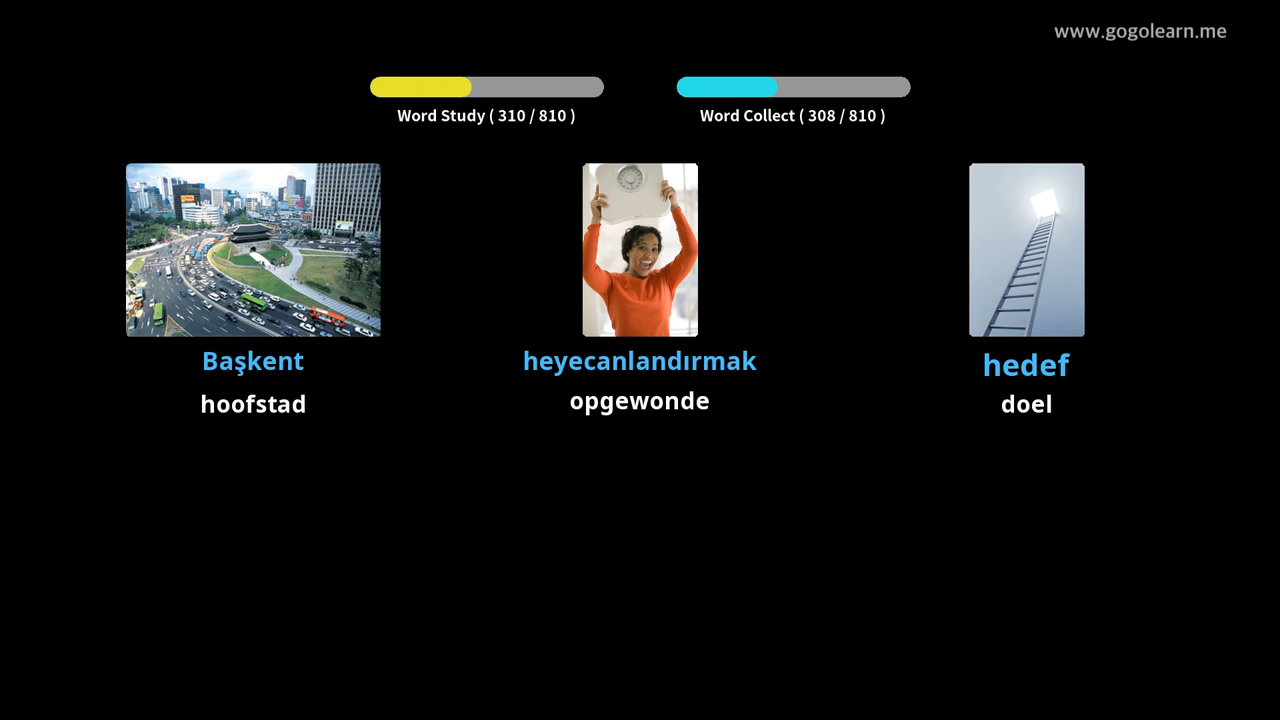 www.gogolearn.me
Word Study ( 310 / 810 )
Word Collect ( 308 / 810 )
Başkent
heyecanlandırmak
hedef
hoofstad
opgewonde
doel